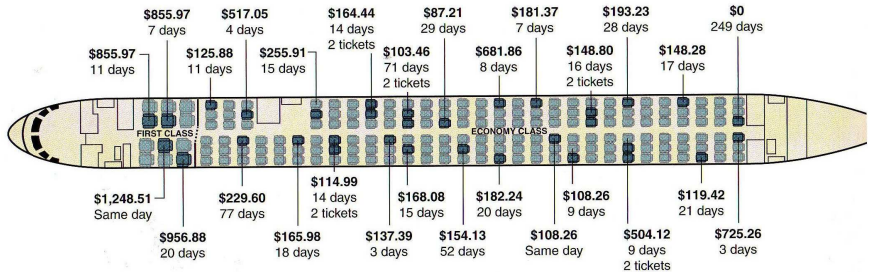 $855.97
7 days
$517.05
4 days
$164.44
14 days
2 tickets
$87.21
29 days
$181.37
7 days
$193.23
28 days
$0
249 days
$855.97
11 days
$125.88
11 days
$255.91
15 days
$103.46
71 days
2 tickets
$681.86
8 days
$148.80
16 days
2 tickets
$148.28
17 days
FIRST CLASS
ECONOMY CLASS
$1,248.51
Same day
$229.60
77 days
$114.99
14 days
2 tickets
$168.08
15 days
$182.24
20 days
$108.26
9 days
$119.42
21 days
$956.88
20 days
$165.98
18 days
$137.39
3 days
$154.13
52 days
$108.26
Same day
$504.12
9 days
2 tickets
$725.26
3 days